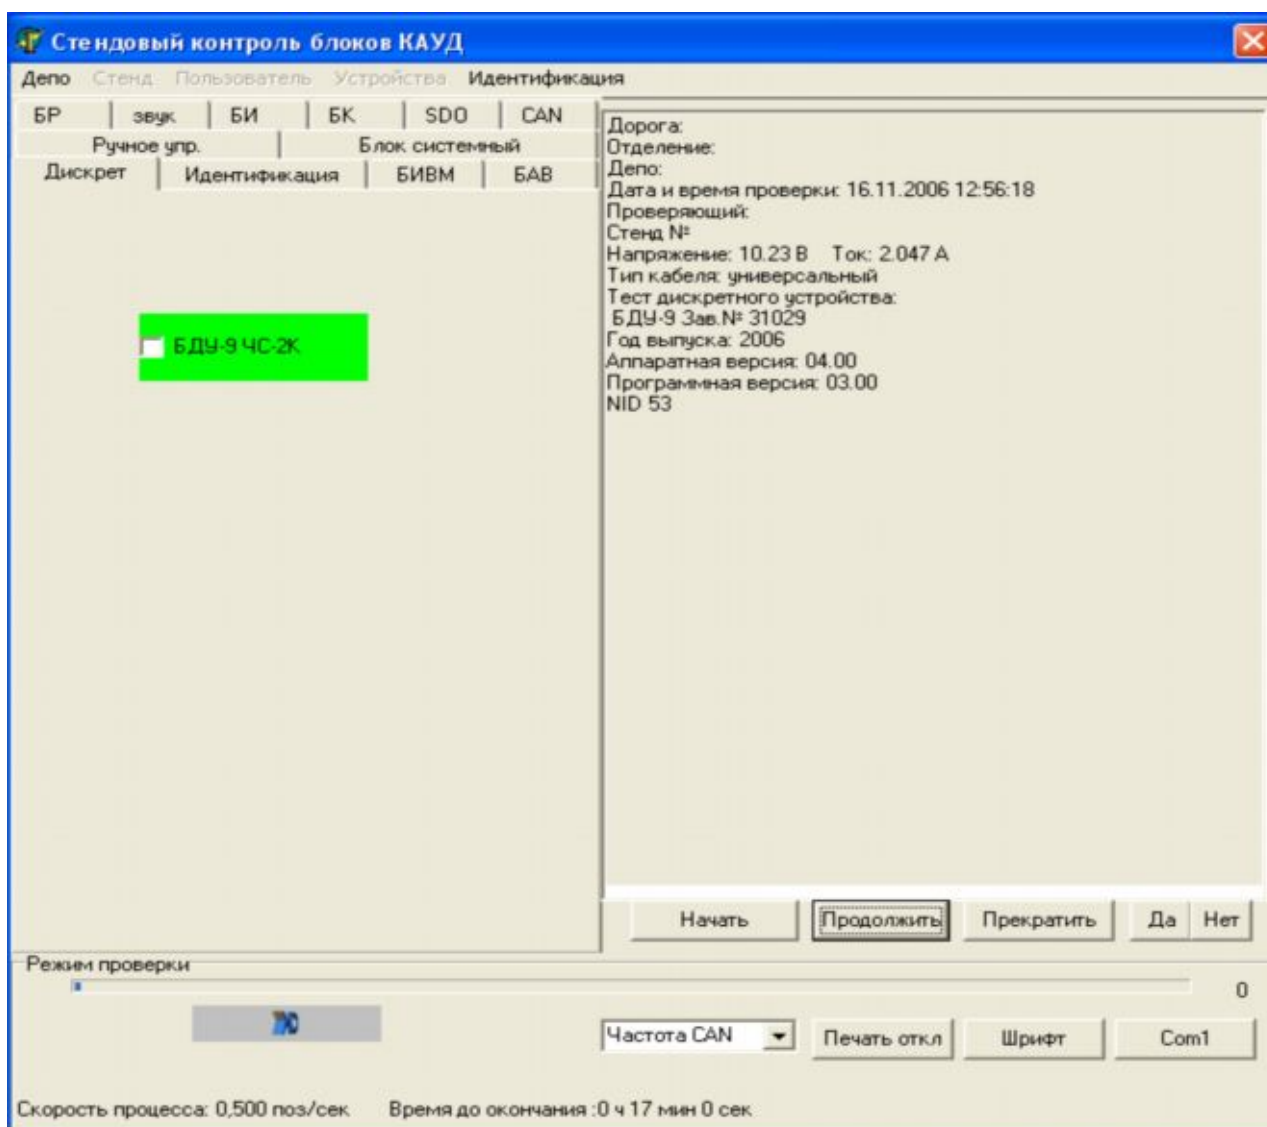 Стендовый контроль блоков КАУД
Депо Стенд Пользователь Устройства Идентификация
БР звук БИ БК SDO CAN
Ручное упр. Блок системный
Дискрет Идентификация БИВМ БАВ
БДУ-9 ЧС-2К
Дорога:
Отделение:
Депо:
Дата и время проверки: 16.11.2006 12:56:18
Проверяющий:
Стенд №
Напряжение: 10.23 В Ток: 2.047 А
Тип кабеля: универсальный
Тест дискретного устройства:
БДУ-9 Зав.№ 31029
Год выпуска: 2006
Аппаратная версия: 04.00
Программная версия: 03.00
NID 53
Начать Продолжить Прекратить Да Нет
Режим проверки
0
Частота CAN Печать откл Шрифт Com1
Скорость процесса: 0,500 поз/сек Время до окончания :0 ч 17 мин 0 сек